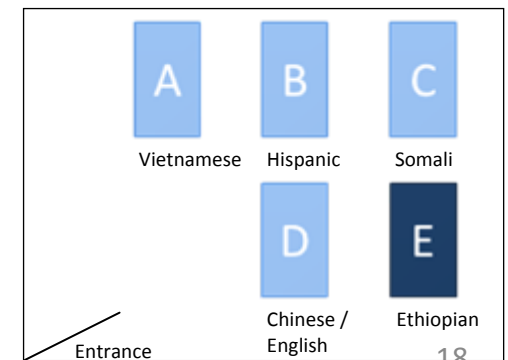 A B C
Vietnamese Hispanic Somali
D E
Chinese / Ethiopian
English
Entrance
18